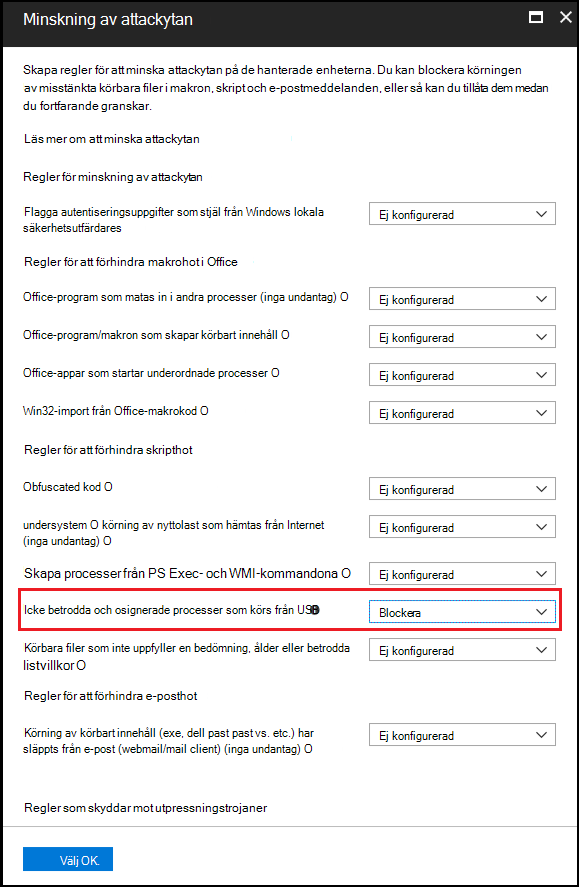 Minskning av attackytan
Skapa regler för att minska attackytan på de hanterade enheterna. Du kan blockera körningen
av misstänkta körbara filer i makron, skript och e-postmeddelanden, eller så kan du tillåta dem medan
du fortfarande granskar.
Läs mer om att minska attackytan
Regler för minskning av attackytan
Flagga autentiseringsuppgifter som stjäl från Windows lokala
säkerhetsutfärdares
Ej konfigurerad
Regler för att förhindra makrohot i Office
Office-program som matas in i andra processer (inga undantag) O
Ej konfigurerad
Office-program/makron som skapar körbart innehåll O
Ej konfigurerad
Office-appar som startar underordnade processer O
Ej konfigurerad
Win32-import från Office-makrokod O
Ej konfigurerad
Regler för att förhindra skripthot
Obfuscated kod O
Ej konfigurerad
undersystem O körning av nyttolast som hämtas från Internet
(inga undantag) O
Ej konfigurerad
Skapa processer från PS Exec- och WMI-kommandona O
Ej konfigurerad
Icke betrodda och osignerade processer som körs från USB
Blockera
Körbara filer som inte uppfyller en bedömning, ålder eller betrodda
listvillkor O
Ej konfigurerad
Regler för att förhindra e-posthot
Körning av körbart innehåll (exe, dell past past vs. etc.) har
släppts från e-post (webmail/mail client) (inga undantag) O
Ej konfigurerad
Regler som skyddar mot utpressningstrojaner
Välj OK.